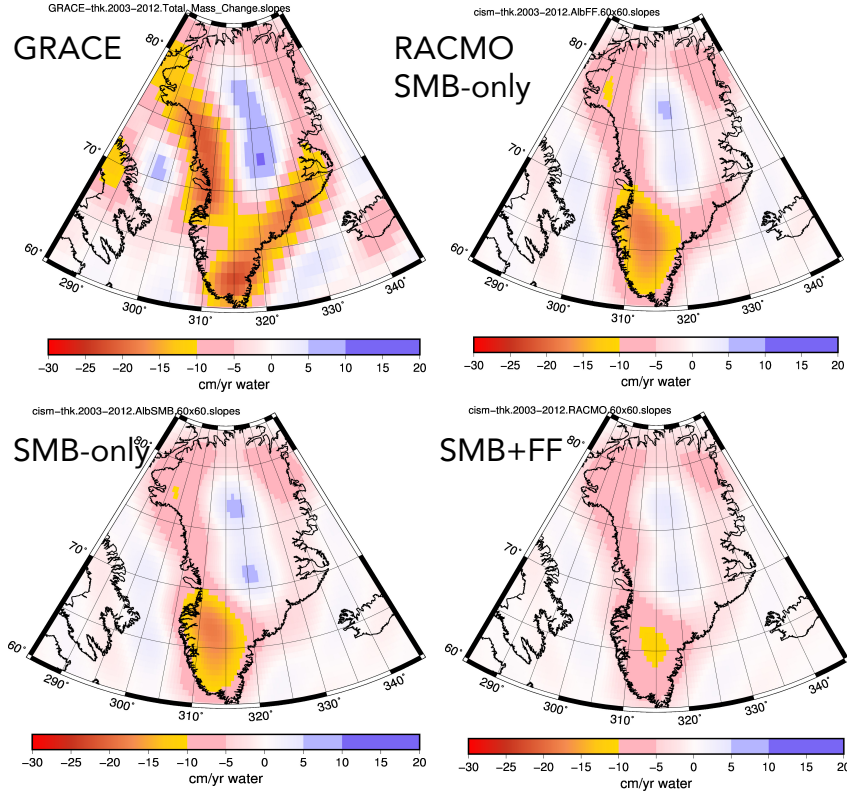 GRACE-thk.2003-2012.Total_Mass_Change.slopes
GRACE
80°
70°
60°
290°
300°
310°
320°
330°
340°
-30 -25 -20 -15 -10 -5 0 5 10 15 20
cm/yr water
cism-thk.2003-2012.AlbFF.60x60.slopes
RACMO
SMB-only
80°
70°
60°
290°
300°
310°
320°
330°
340°
-30 -25 -20 -15 -10 -5 0 5 10 15 20
cm/yr water
cism-thk.2003-2012.AlbSMB.60x60.slopes
SMB-only
80°
70°
60°
290°
300°
310°
320°
330°
340°
-30 -25 -20 -15 -10 -5 0 5 10 15 20
cm/yr water
cism-thk.2003-2012.RACMO.60x60.slopes
SMB+FF
80°
70°
60°
290°
300°
310°
320°
330°
340°
-30 -25 -20 -15 -10 -5 0 5 10 15 20
cm/yr water